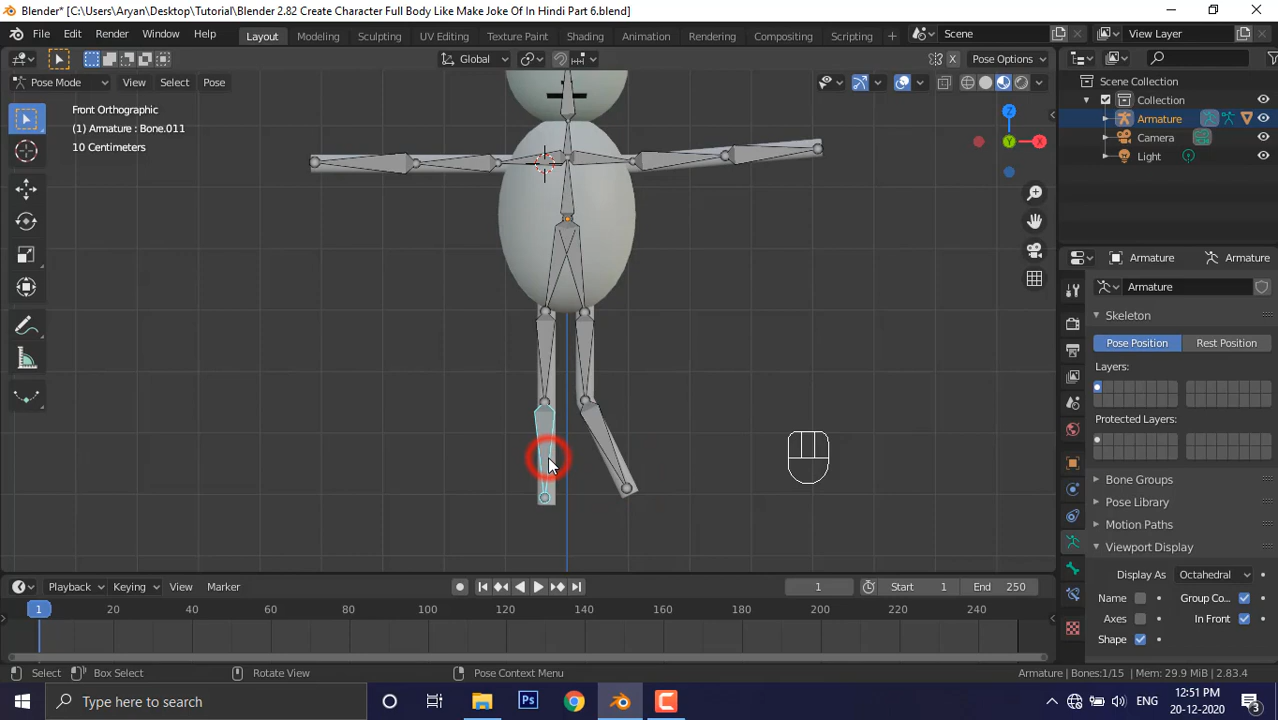 Blender* [C:\Users\Aryan\Desktop\Tutorial\Blender 2.82 Create Character Full Body Like Make Joke Of In Hindi Part 6.blend]
File Edit Render Window Help Layout Modeling Sculpting UV Editing Texture Paint Shading Animation Rendering Compositing Scripting + Scene View Layer
Global X Pose Options
Pose Mode View Select Pose
Front Orthographic
(1) Armature : Bone.011
10 Centimeters
Z
Y X
Scene Collection
Collection
Armature
Camera
Light
Armature Armature
Armature
Skeleton
Pose Position Rest Position
Layers:
Protected Layers:
Bone Groups
Pose Library
Motion Paths
Viewport Display
Display As Octahedral
Name Group Co...
Axes In Front
Shape
Playback Keying View Marker 1 Start 1 End 250
1 20 40 60 80 100 120 140 160 180 200 220 240
Select Box Select Rotate View Pose Context Menu Armature | Bones:1/15 | Mem: 29.9 MiB | 2.83.4
Type here to search
Ps
ENG
12:51 PM
20-12-2020
3